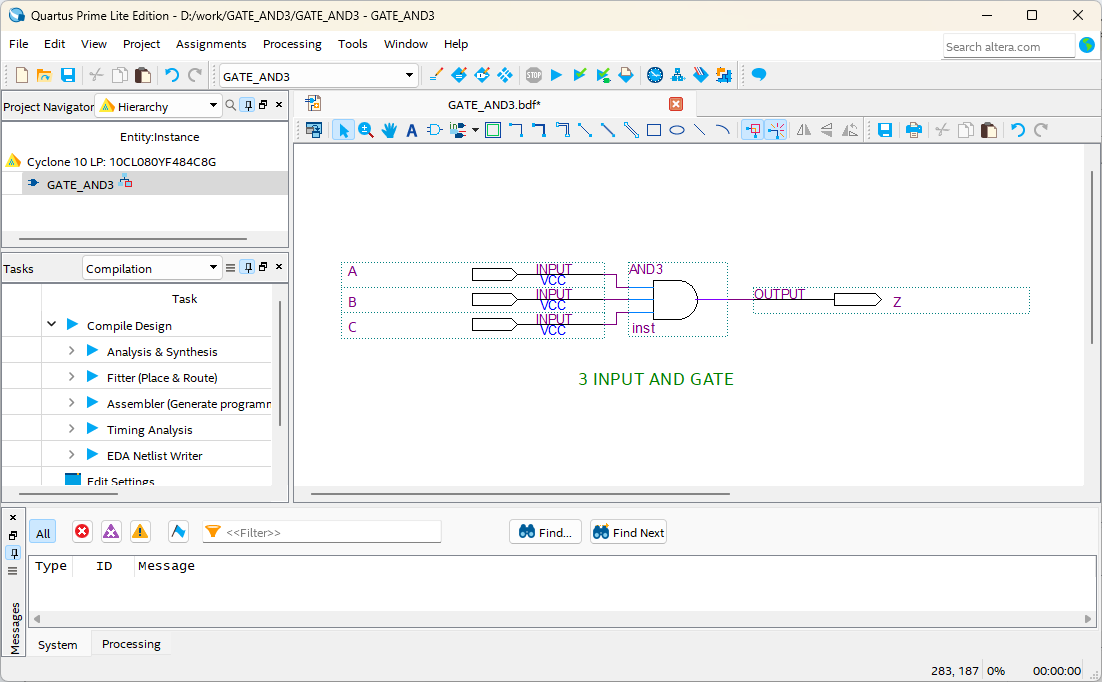 Quartus Prime Lite Edition - D:/work/GATE_AND3/GATE_AND3 - GATE_AND3
File Edit View Project Assignments Processing Tools Window Help
Search altera.com
GATE_AND3
STOP
Project Navigator Hierarchy
GATE_AND3.bdf*
Entity:Instance
Cyclone 10 LP: 10CL080YF484C8G
GATE_AND3
Tasks Compilation
Task
Compile Design
Analysis & Synthesis
Fitter (Place & Route)
Assembler (Generate programm
Timing Analysis
EDA Netlist Writer
Edit Settings
A INPUT VCC
B INPUT VCC
C INPUT VCC
AND3
inst
OUTPUT Z
3 INPUT AND GATE
All <<Filter>> Find... Find Next
Type ID Message
Messages
System Processing
283, 187 0% 00:00:00